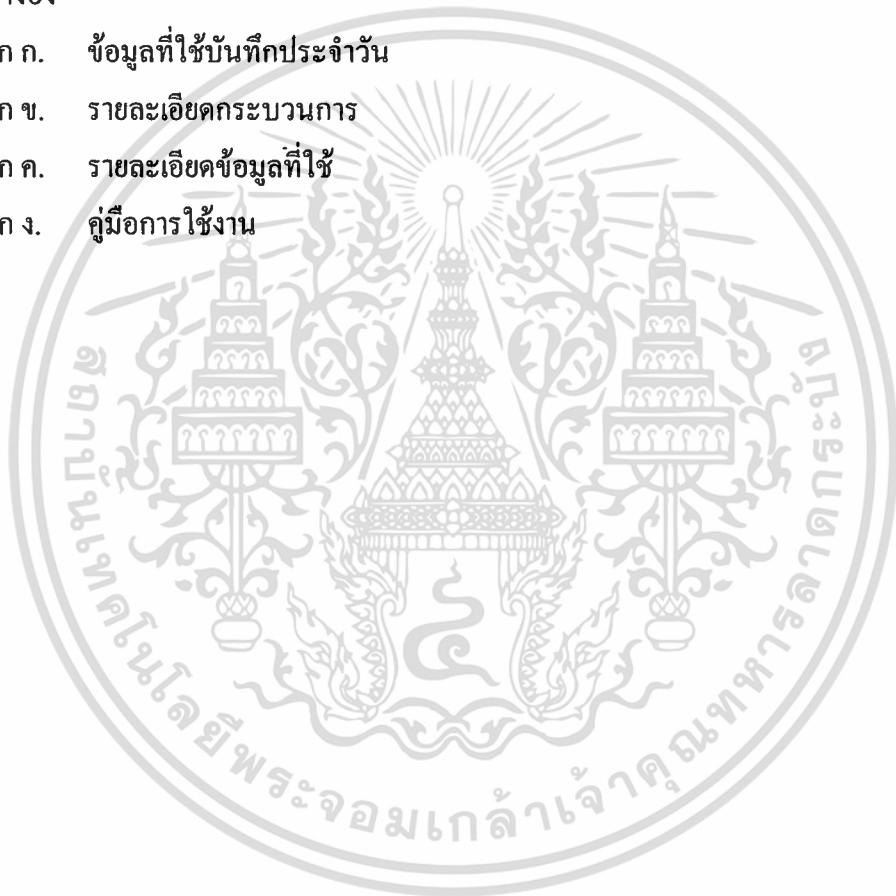 ก ก. ข้อมูลที่ใช้บันทึกประจำวัน
ก ข. รายละเอียดกระบวนการ
ก ค. รายละเอียดข้อมูลที่ใช้
ก ง. คู่มือการใช้งาน
สถาบันเทคโนโลยีพระจอมเกล้าเจ้าคุณทหารลาดกระบัง